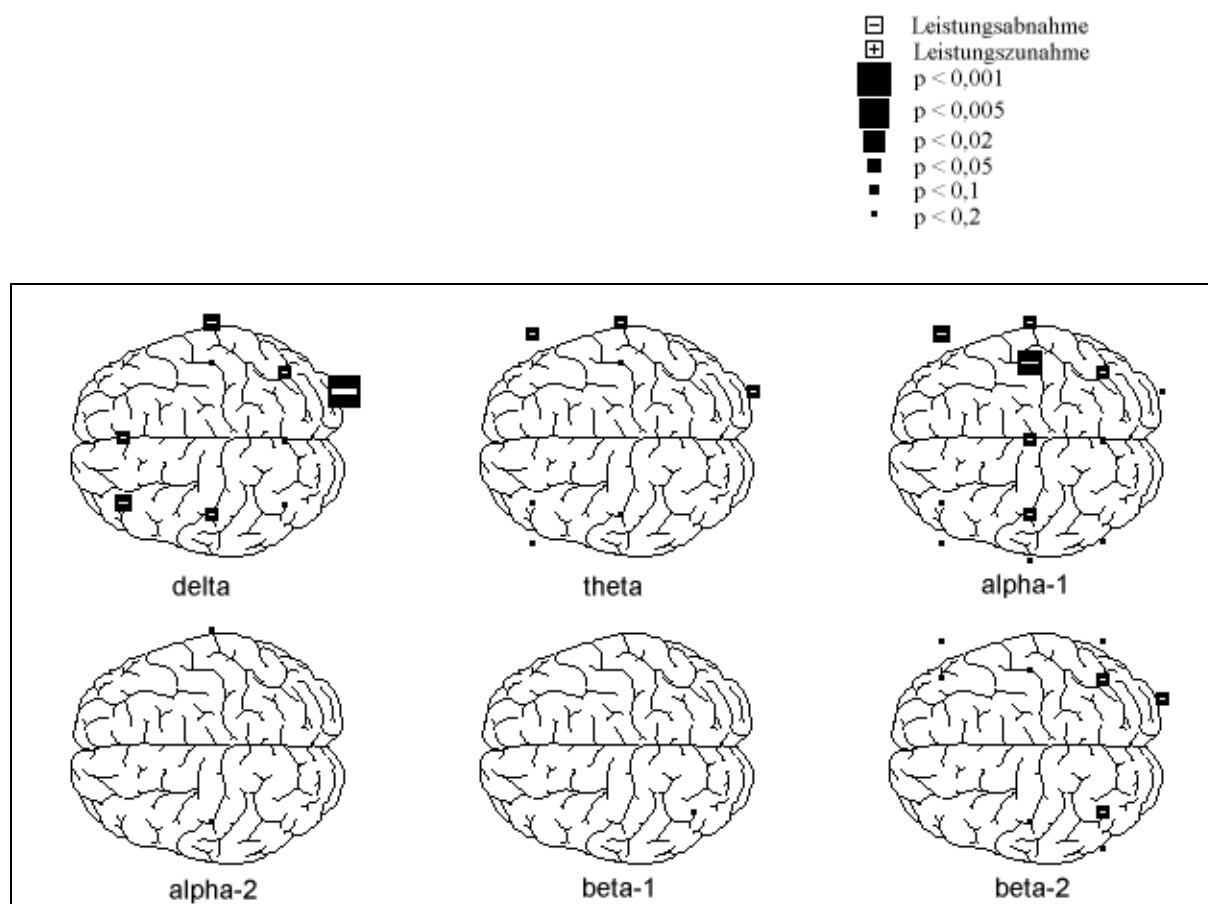 Leistungsabnahme
Leistungszunahme
p < 0,001
p < 0,005
p < 0,02
p < 0,05
p < 0,1
p < 0,2
delta theta alpha-1
alpha-2 beta-1 beta-2